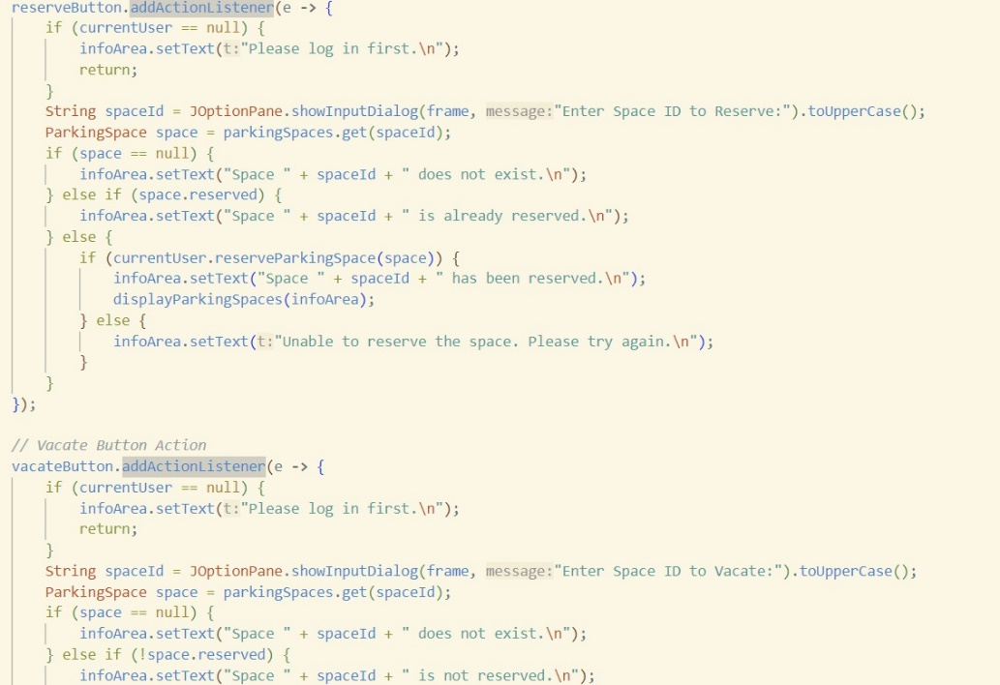 reserveButton.addActionListener(e -> {
    if (currentUser == null) {
        infoArea.setText(t:"Please log in first.\n");
        return;
    }
    String spaceId = JOptionPane.showInputDialog(frame, message:"Enter Space ID to Reserve:").toUpperCase();
    ParkingSpace space = parkingSpaces.get(spaceId);
    if (space == null) {
        infoArea.setText("Space " + spaceId + " does not exist.\n");
    } else if (space.reserved) {
        infoArea.setText("Space " + spaceId + " is already reserved.\n");
    } else {
        if (currentUser.reserveParkingSpace(space)) {
            infoArea.setText("Space " + spaceId + " has been reserved.\n");
            displayParkingSpaces(infoArea);
        } else {
            infoArea.setText(t:"Unable to reserve the space. Please try again.\n");
        }
    }
});

// Vacate Button Action
vacateButton.addActionListener(e -> {
    if (currentUser == null) {
        infoArea.setText(t:"Please log in first.\n");
        return;
    }
    String spaceId = JOptionPane.showInputDialog(frame, message:"Enter Space ID to Vacate:").toUpperCase();
    ParkingSpace space = parkingSpaces.get(spaceId);
    if (space == null) {
        infoArea.setText("Space " + spaceId + " does not exist.\n");
    } else if (!space.reserved) {
        infoArea.setText("Space " + spaceId + " is not reserved.\n");